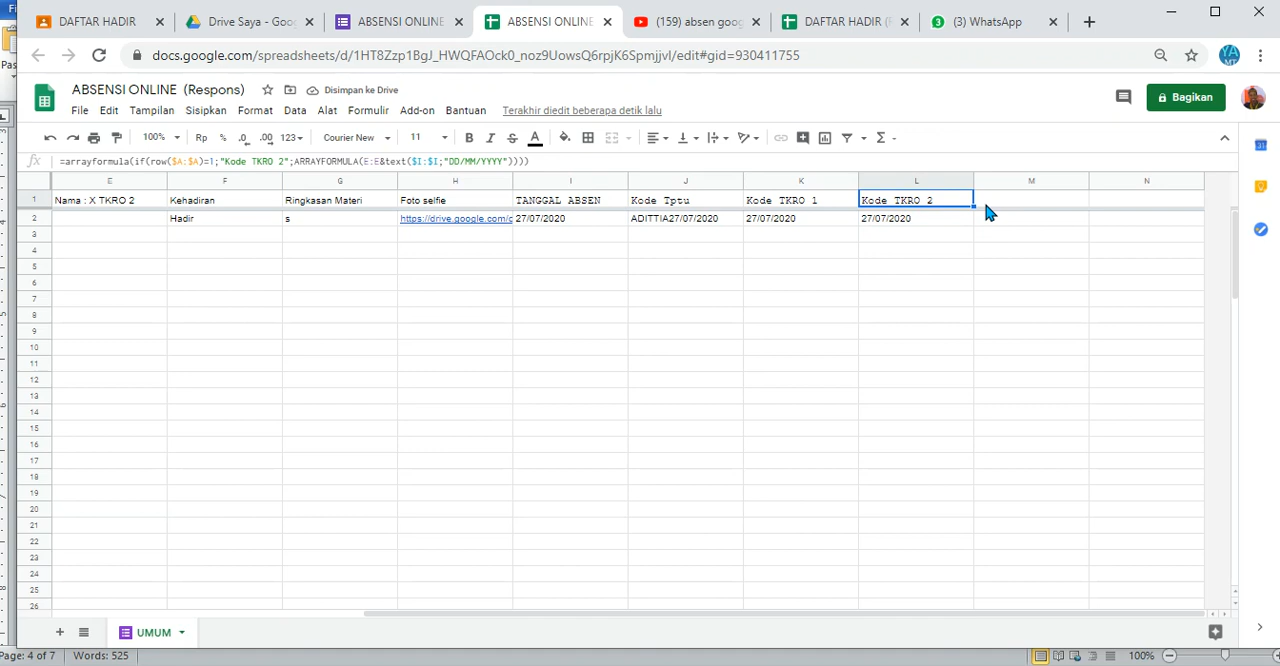 DAFTAR HADIR
Drive Saya - Goo
ABSENSI ONLINE
ABSENSI ONLINE
(159) absen goog
DAFTAR HADIR (R
(3) WhatsApp
docs.google.com/spreadsheets/d/1HT8Zzp1BgJ_HWQFAOck0_noz9UowsQ6rpjK6Spmjjvl/edit#gid=930411755
YA
MT
ABSENSI ONLINE (Respons)
Disimpan ke Drive
File Edit Tampilan Sisipkan Format Data Alat Formulir Add-on Bantuan Terakhir diedit beberapa detik lalu
Bagikan
100% Rp % .0 .00 123 Courier New 11 B I S A Σ
fx =arrayformula(if(row($A:$A)=1;"Kode TKRO 2";ARRAYFORMULA(E:E&text($I:$I;"DD/MM/YYYY"))))
E F G H I J K L M N
1 Nama : X TKRO 2 Kehadiran Ringkasan Materi Foto selfie TANGGAL ABSEN Kode Tptu Kode TKRO 1 Kode TKRO 2
2 Hadir s https://drive.google.com/c 27/07/2020 ADITTIA27/07/2020 27/07/2020 27/07/2020
3
4
5
6
7
8
9
10
11
12
13
14
15
16
17
18
19
20
21
22
23
24
25
26
UMUM
Page: 4 of 7 Words: 525 100%